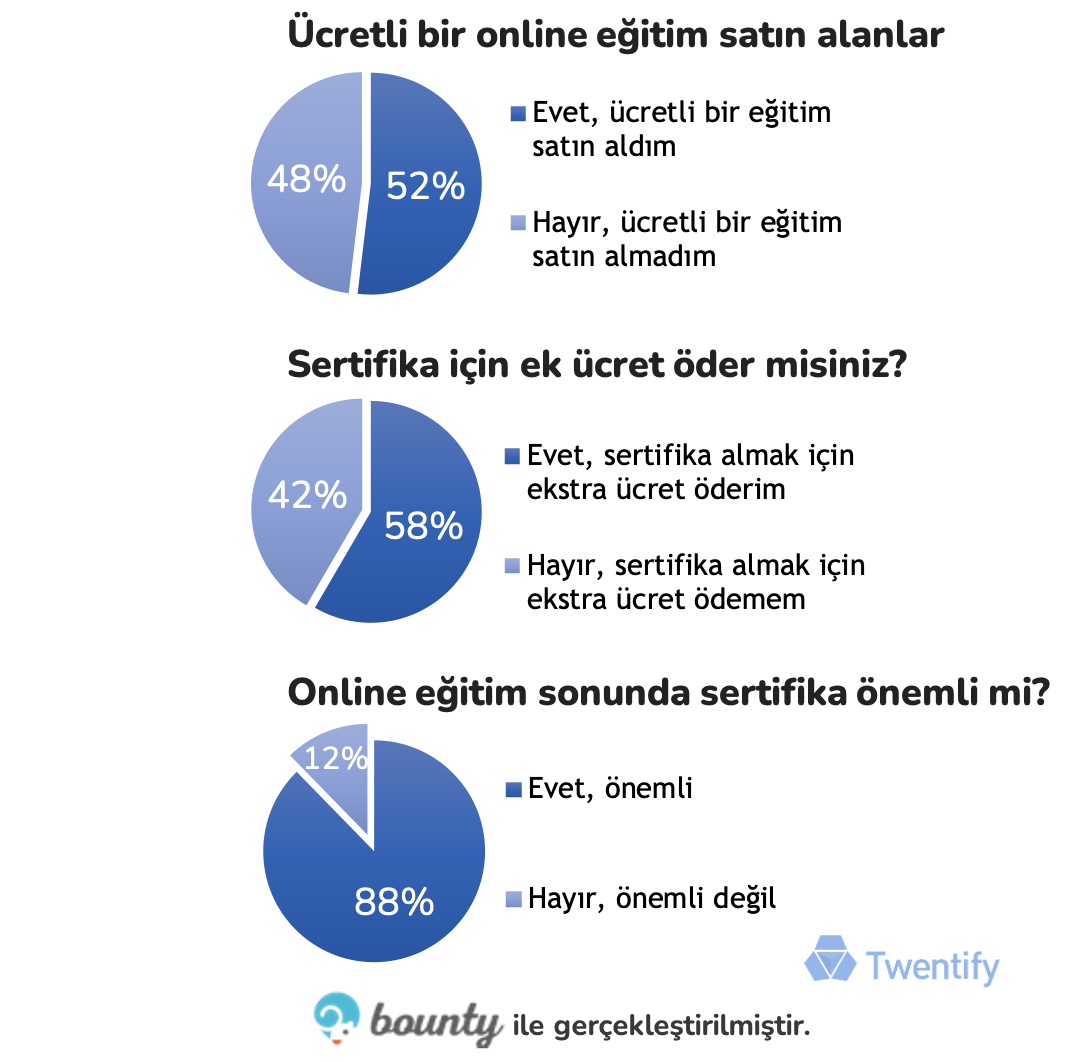 Ücretli bir online eğitim satın alanlar
48%
52%
Evet, ücretli bir eğitim
satın aldım
Hayır, ücretli bir eğitim
satın almadım
Sertifika için ek ücret öder misiniz?
42%
58%
Evet, sertifika almak için
ekstra ücret öderim
Hayır, sertifika almak için
ekstra ücret ödemem
Online eğitim sonunda sertifika önemli mi?
12%
88%
Evet, önemli
Hayır, önemli değil
Twentify
bounty ile gerçekleştirilmiştir.